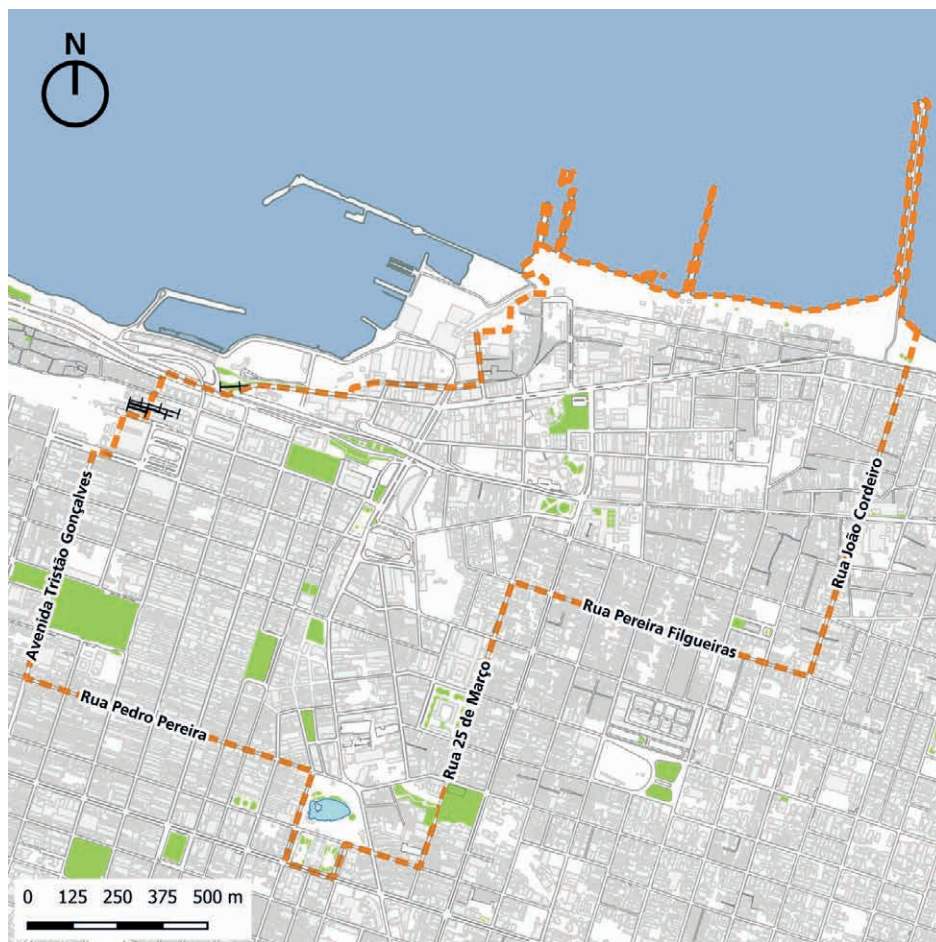 N
Avenida Tristão Gonçalves
Rua João Cordeiro
Rua Pereira Filgueiras
Rua 25 de Março
Rua Pedro Pereira
0 125 250 375 500 m